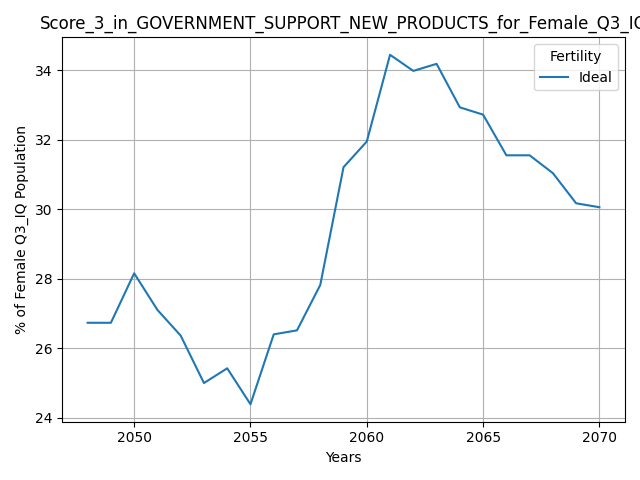 Score_3_in_GOVERNMENT_SUPPORT_NEW_PRODUCTS_for_Female_Q3_IQ
Fertility
Ideal
34
32
30
28
26
24
% of Female Q3_IQ Population
2050 2055 2060 2065 2070
Years